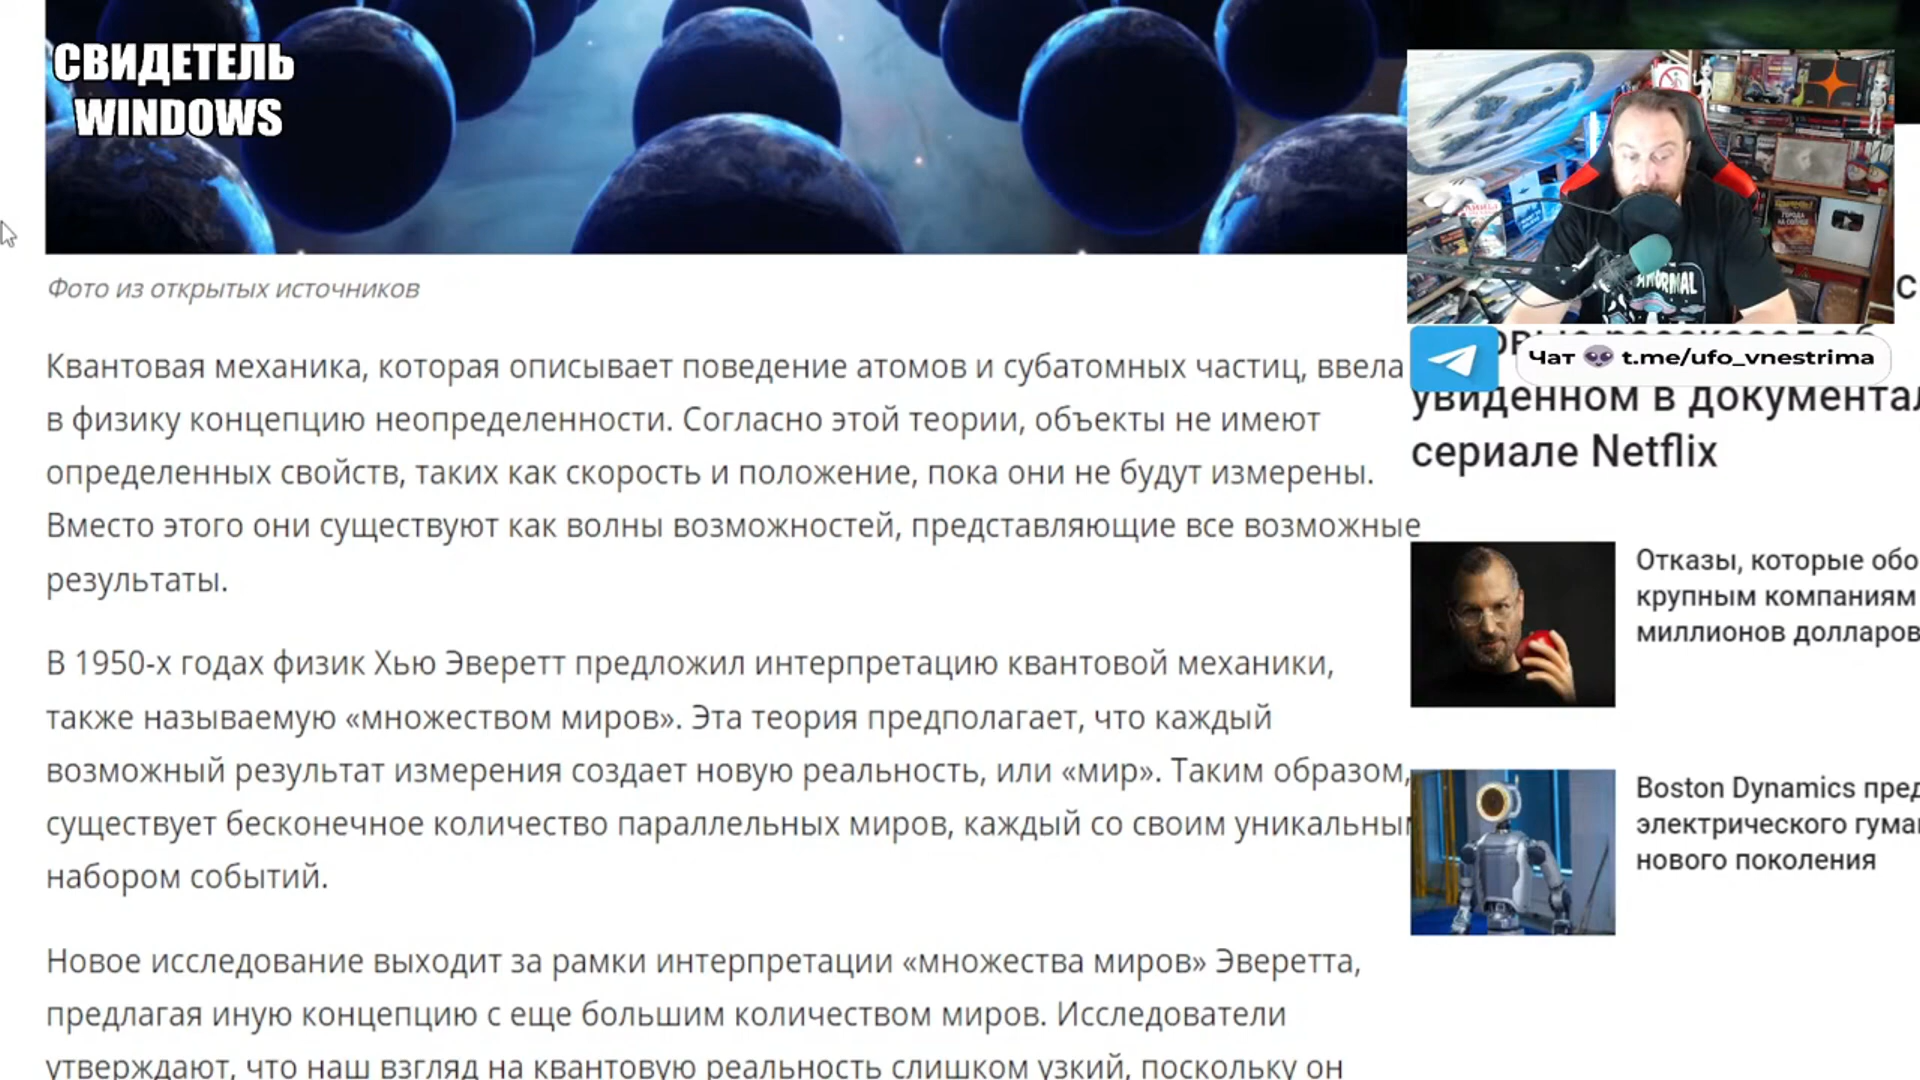 СВИДЕТЕЛЬ
WINDOWS
Фото из открытых источников
Квантовая механика, которая описывает поведение атомов и субатомных частиц, ввела
в физику концепцию неопределенности. Согласно этой теории, объекты не имеют
определенных свойств, таких как скорость и положение, пока они не будут измерены.
Вместо этого они существуют как волны возможностей, представляющие все возможные
результаты.
В 1950-х годах физик Хью Эверетт предложил интерпретацию квантовой механики,
также называемую «множеством миров». Эта теория предполагает, что каждый
возможный результат измерения создает новую реальность, или «мир». Таким образом,
существует бесконечное количество параллельных миров, каждый со своим уникальны
набором событий.
Новое исследование выходит за рамки интерпретации «множества миров» Эверетта,
предлагая иную концепцию с еще большим количеством миров. Исследователи
утверждают, что наш взгляд на квантовую реальность слишком узкий, поскольку он
Чат t.me/ufo_vnestrima
увиденном в документал
сериале Netflix
Отказы, которые обо
крупным компаниям
миллионов долларов
Boston Dynamics пред
электрического гума
нового поколения